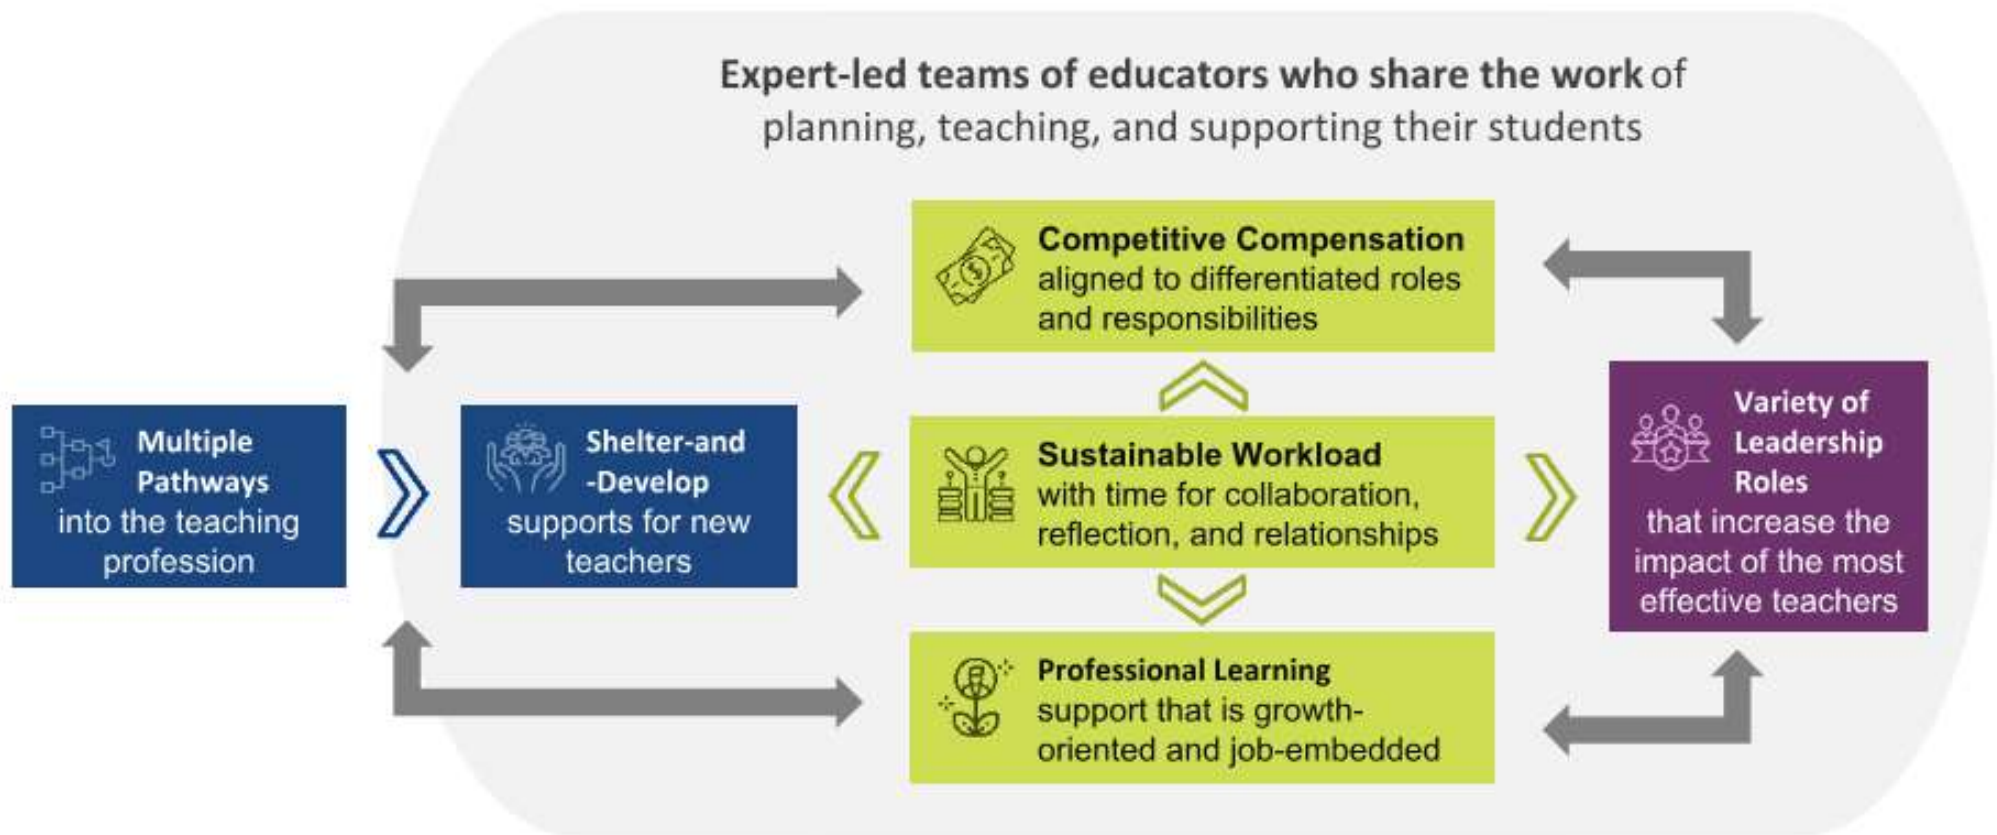 Expert-led teams of educators who share the work of
planning, teaching, and supporting their students
Competitive Compensation
aligned to differentiated roles
and responsibilities
Multiple
Pathways
into the teaching
profession
Shelter-and
-Develop
supports for new
teachers
Sustainable Workload
with time for collaboration,
reflection, and relationships
Variety of
Leadership
Roles
that increase the
impact of the most
effective teachers
Professional Learning
support that is growth-
oriented and job-embedded